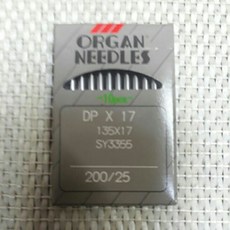 ORGAN
NEEDLES
DP X 17
135X17
SY3355
200/25